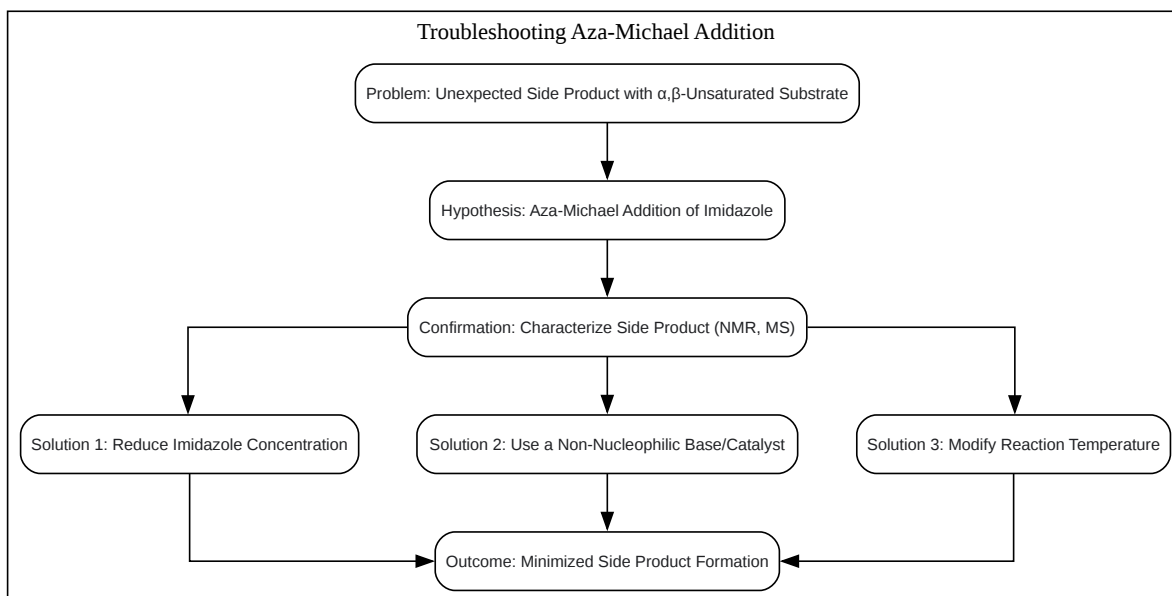 Troubleshooting Aza-Michael Addition
Problem: Unexpected Side Product with α,β-Unsaturated Substrate
Hypothesis: Aza-Michael Addition of Imidazole
Confirmation: Characterize Side Product (NMR, MS)
Solution 1: Reduce Imidazole Concentration
Solution 2: Use a Non-Nucleophilic Base/Catalyst
Solution 3: Modify Reaction Temperature
Outcome: Minimized Side Product Formation